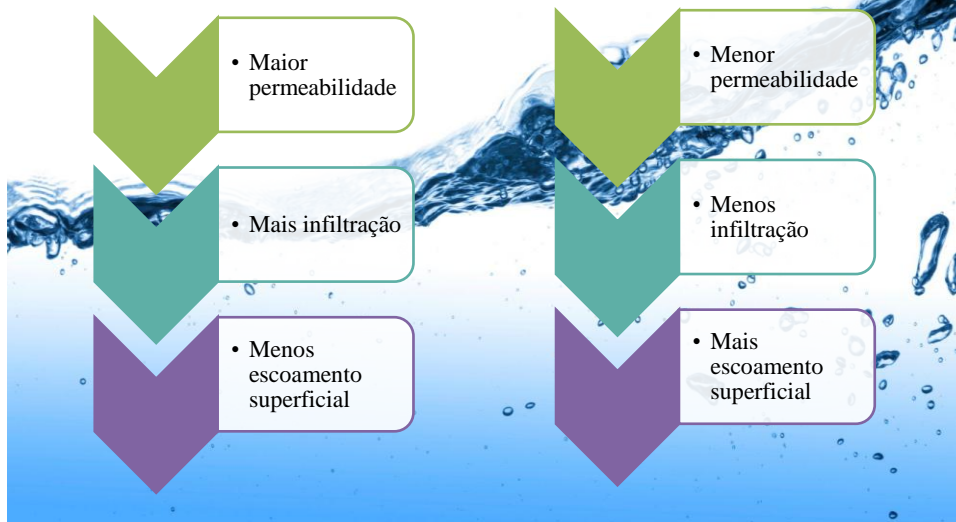 • Maior
permeabilidade
• Mais infiltração
• Menos
escoamento
superficial
• Menor
permeabilidade
• Menos
infiltração
• Mais
escoamento
superficial